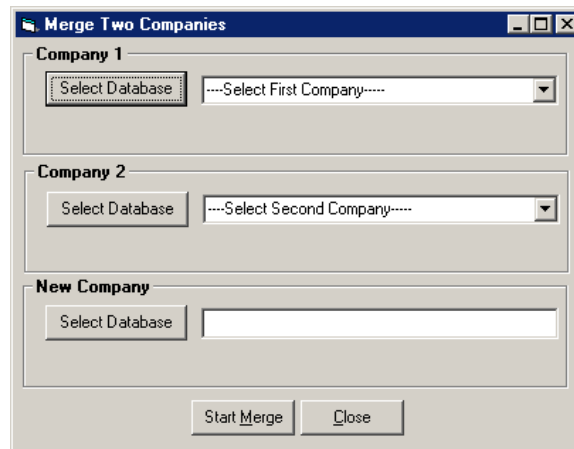 Merge Two Companies
Company 1
Select Database ----Select First Company-----
Company 2
Select Database ----Select Second Company-----
New Company
Select Database
Start Merge Close